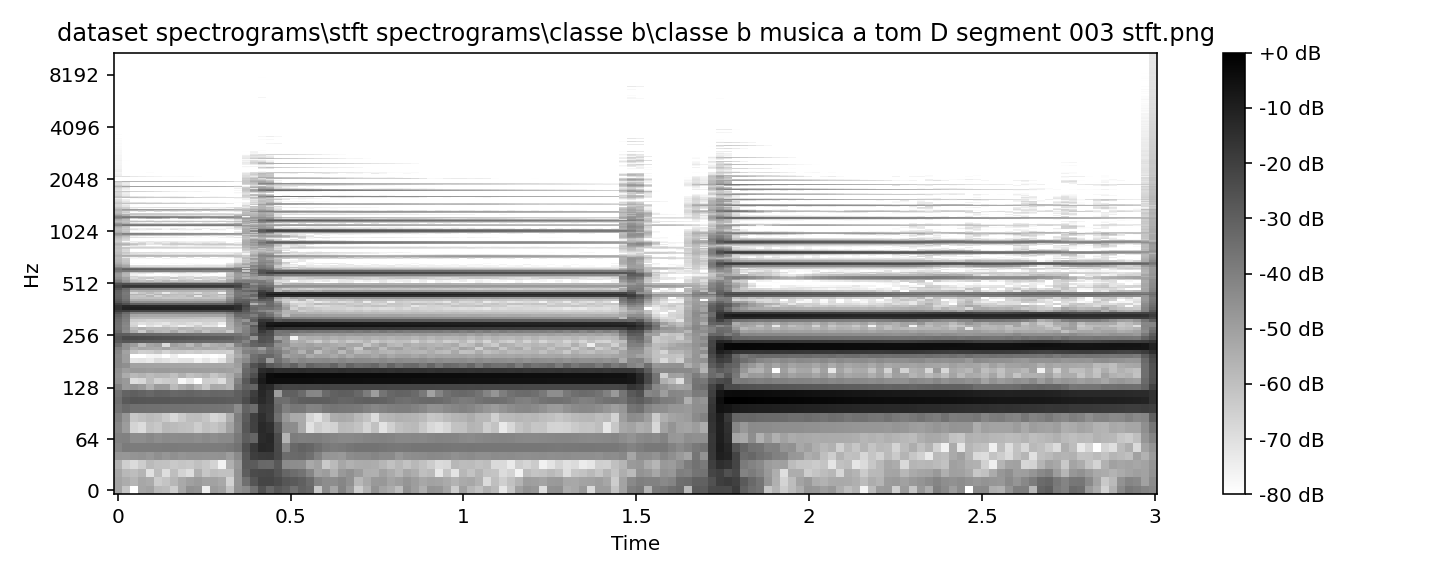 dataset spectrograms\stft spectrograms\classe b\classe b musica a tom D segment 003 stft.png
8192
4096
2048
1024
512
256
128
64
0
Hz
0
0.5
1
1.5
2
2.5
3
Time
+0 dB
-10 dB
-20 dB
-30 dB
-40 dB
-50 dB
-60 dB
-70 dB
-80 dB